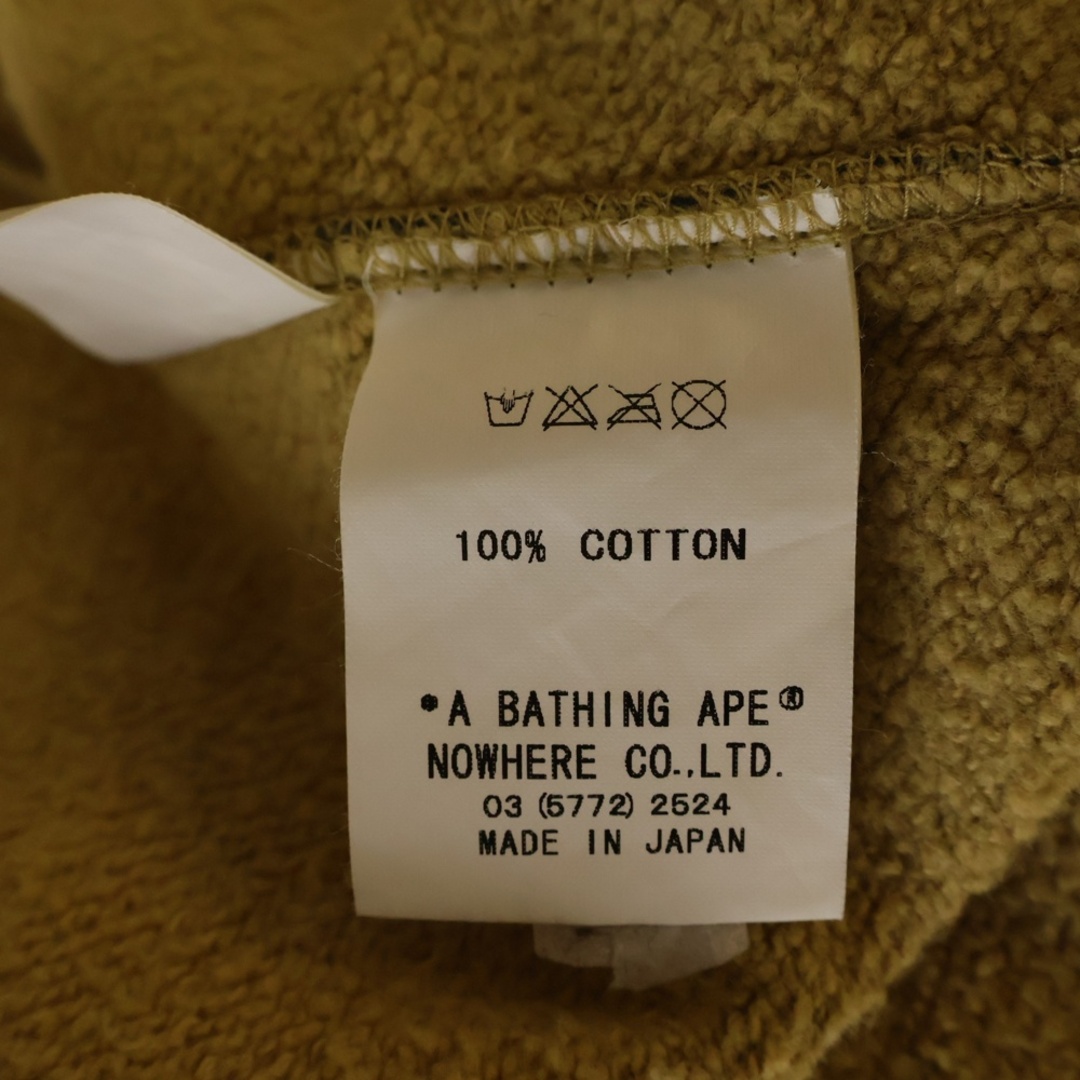 100% COTTON
*A BATHING APE®
NOWHERE CO.,LTD.
03 (5772) 2524
MADE IN JAPAN